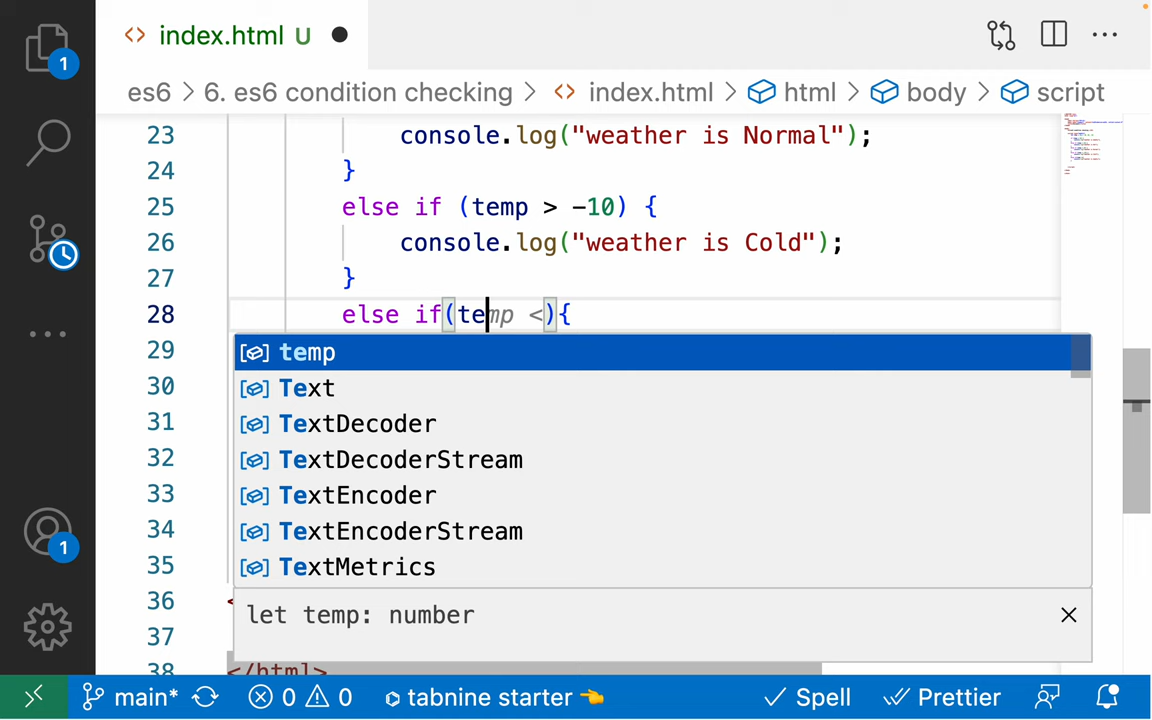 index.html U
es6 > 6. es6 condition checking > index.html > html > body > script
1
23 console.log("weather is Normal");
24 }
25 else if (temp > -10) {
26 console.log("weather is Cold");
27 }
28 else if(temp <){
29
30
31
32
33
34
35
36 <
37
38 </html>
temp
Text
TextDecoder
TextDecoderStream
TextEncoder
TextEncoderStream
TextMetrics
let temp: number
1
main* 0 0 tabnine starter Spell Prettier